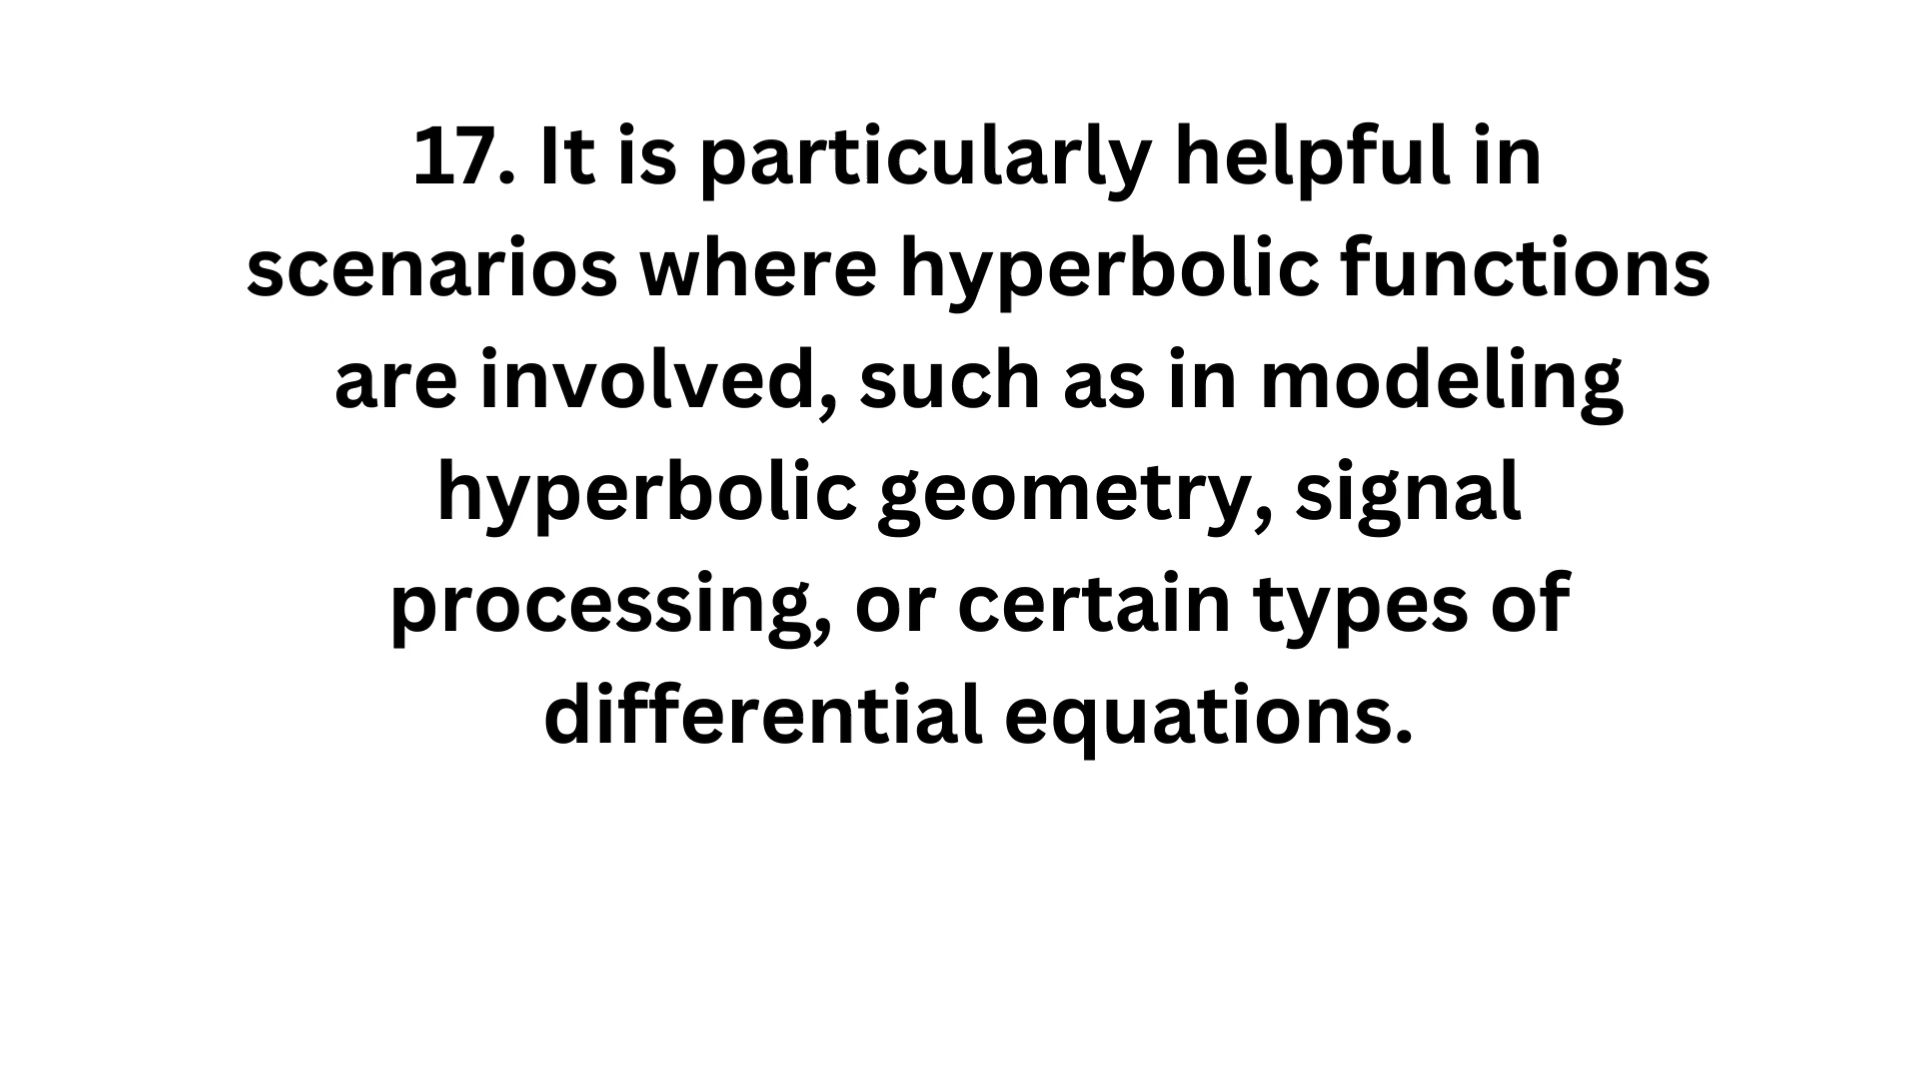 17. It is particularly helpful in
scenarios where hyperbolic functions
are involved, such as in modeling
hyperbolic geometry, signal
processing, or certain types of
differential equations.